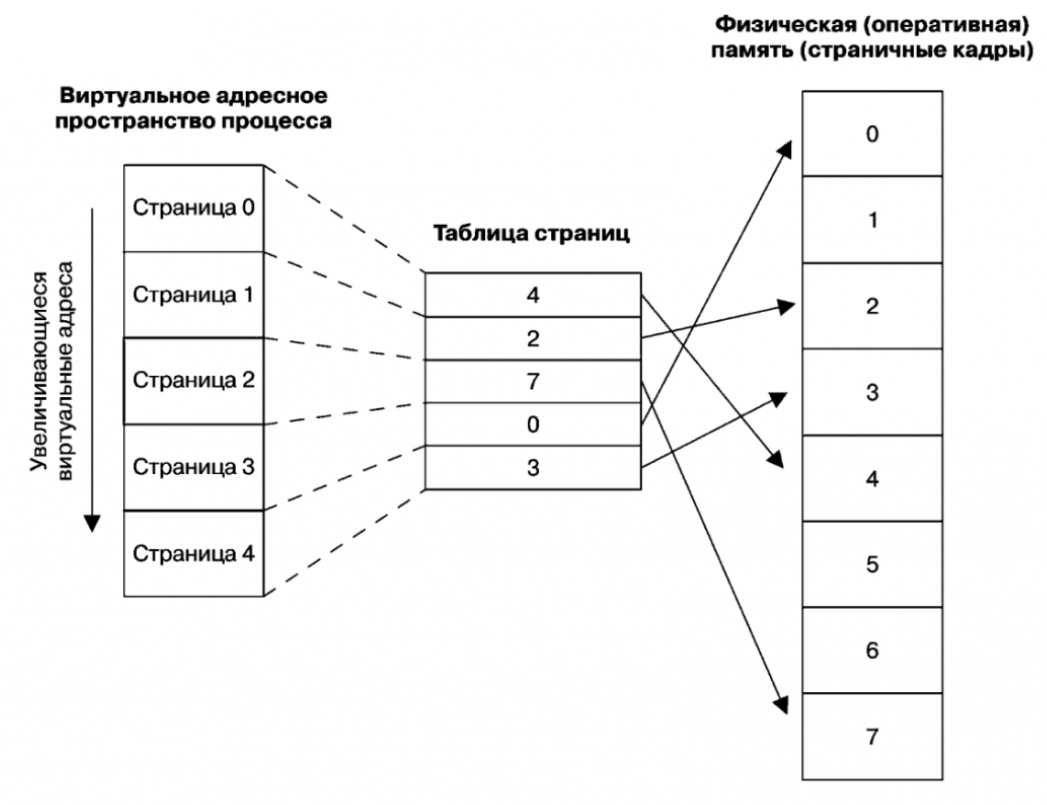 Физическая (оперативная)
память (страничные кадры)
Виртуальное адресное
пространство процесса
Увеличивающиеся
виртуальные адреса
Страница 0
Страница 1
Страница 2
Страница 3
Страница 4
Таблица страниц
4
2
7
0
3
0
1
2
3
4
5
6
7